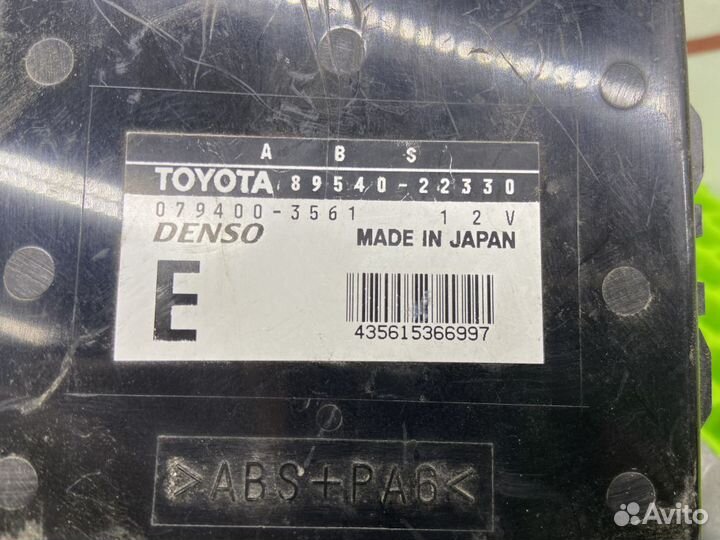 A B S
TOYOTA 89540-22330
079400-3561 12V
DENSO MADE IN JAPAN
E
435615366997
>ABS+PA6<
Avito